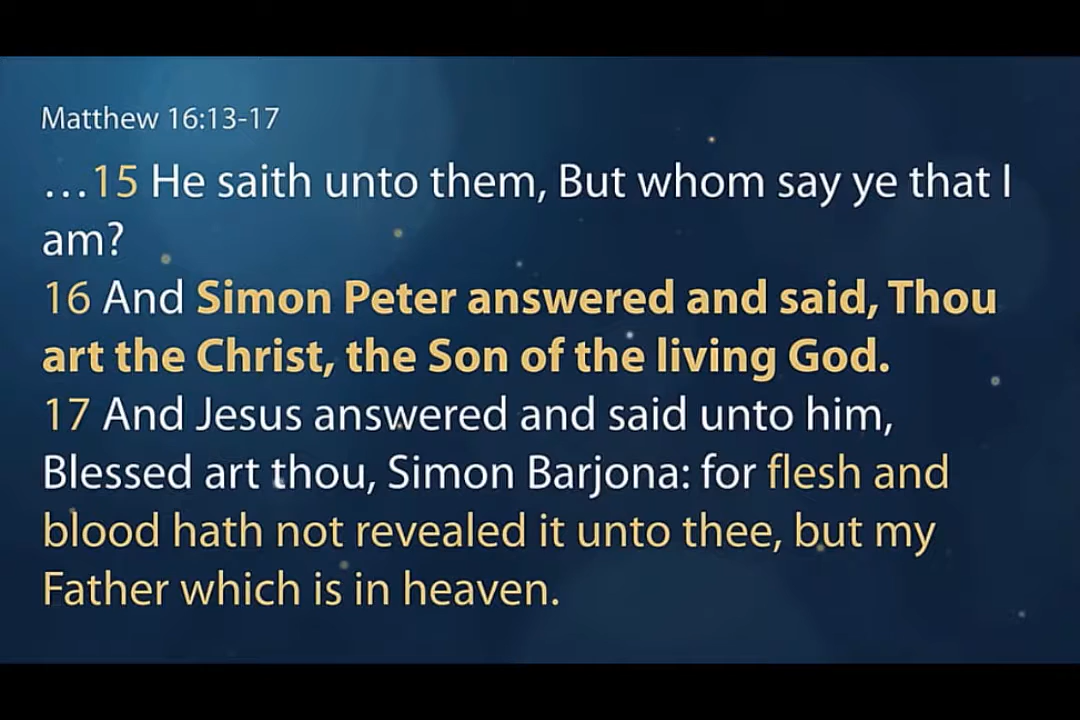 Matthew 16:13-17
...15 He saith unto them, But whom say ye that I
am?
16 And Simon Peter answered and said, Thou
art the Christ, the Son of the living God.
17 And Jesus answered and said unto him,
Blessed art thou, Simon Barjona: for flesh and
blood hath not revealed it unto thee, but my
Father which is in heaven.